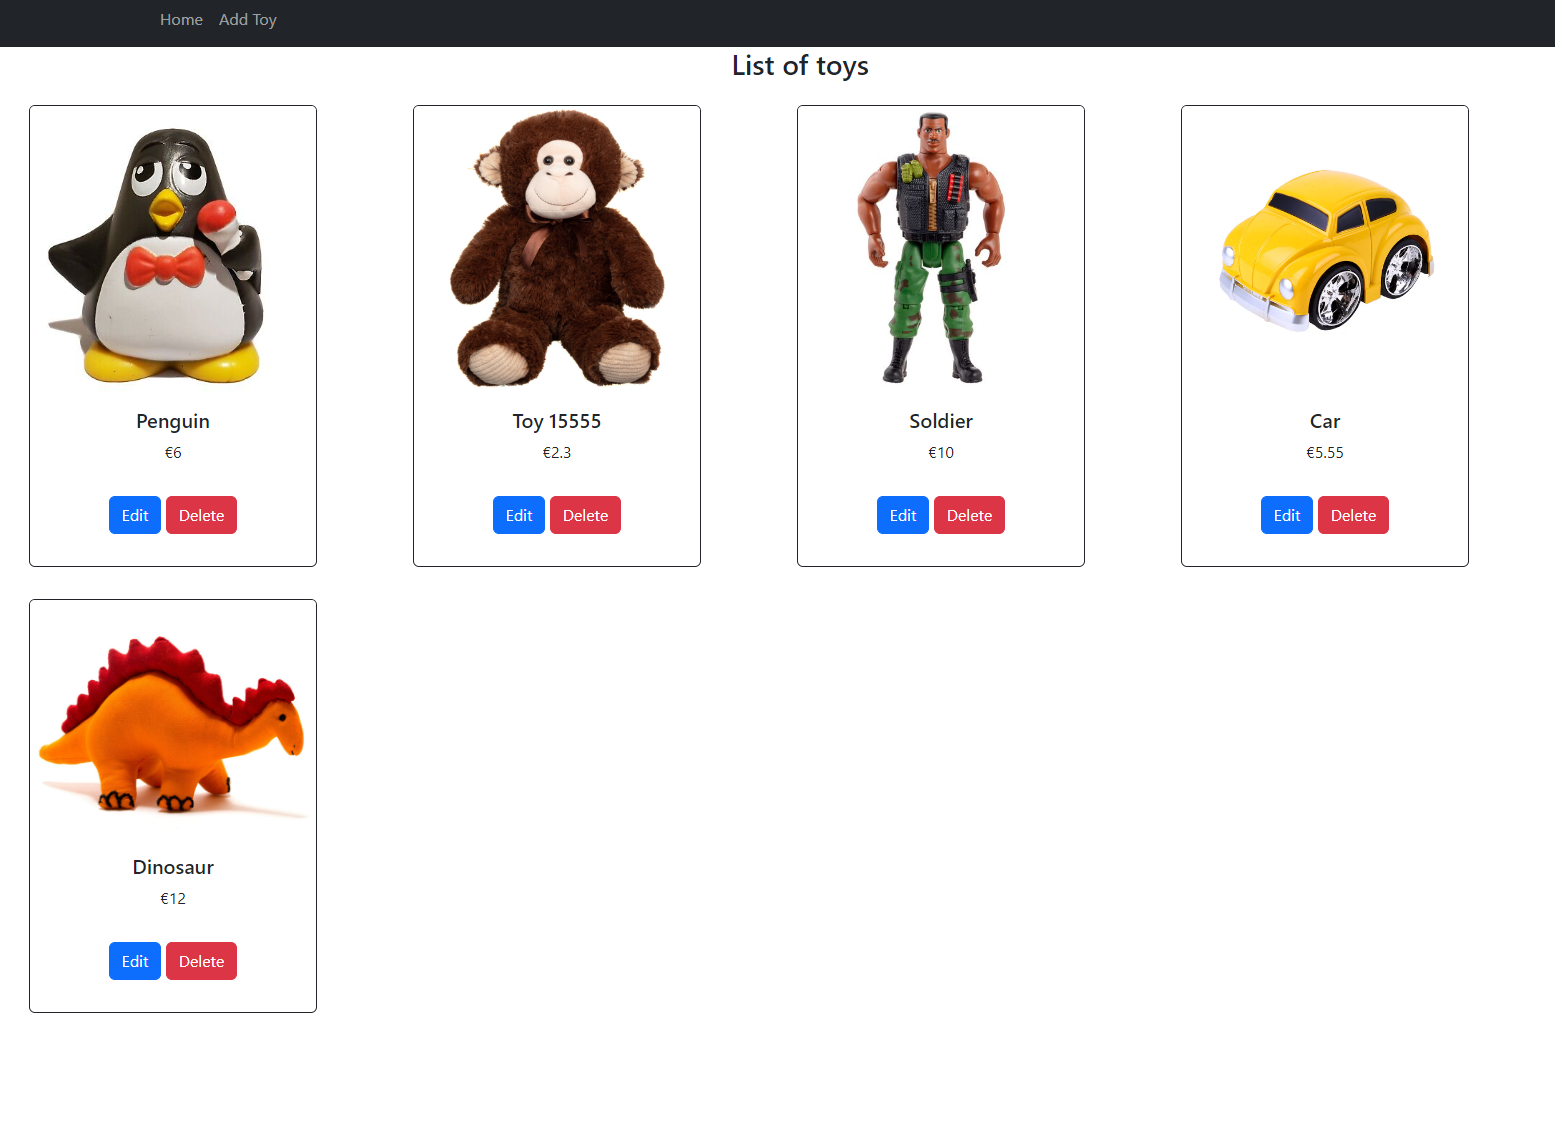 Home Add Toy
List of toys
Penguin
€6
Edit Delete
Toy 15555
€2.3
Edit Delete
Soldier
€10
Edit Delete
Car
€5.55
Edit Delete
Dinosaur
€12
Edit Delete